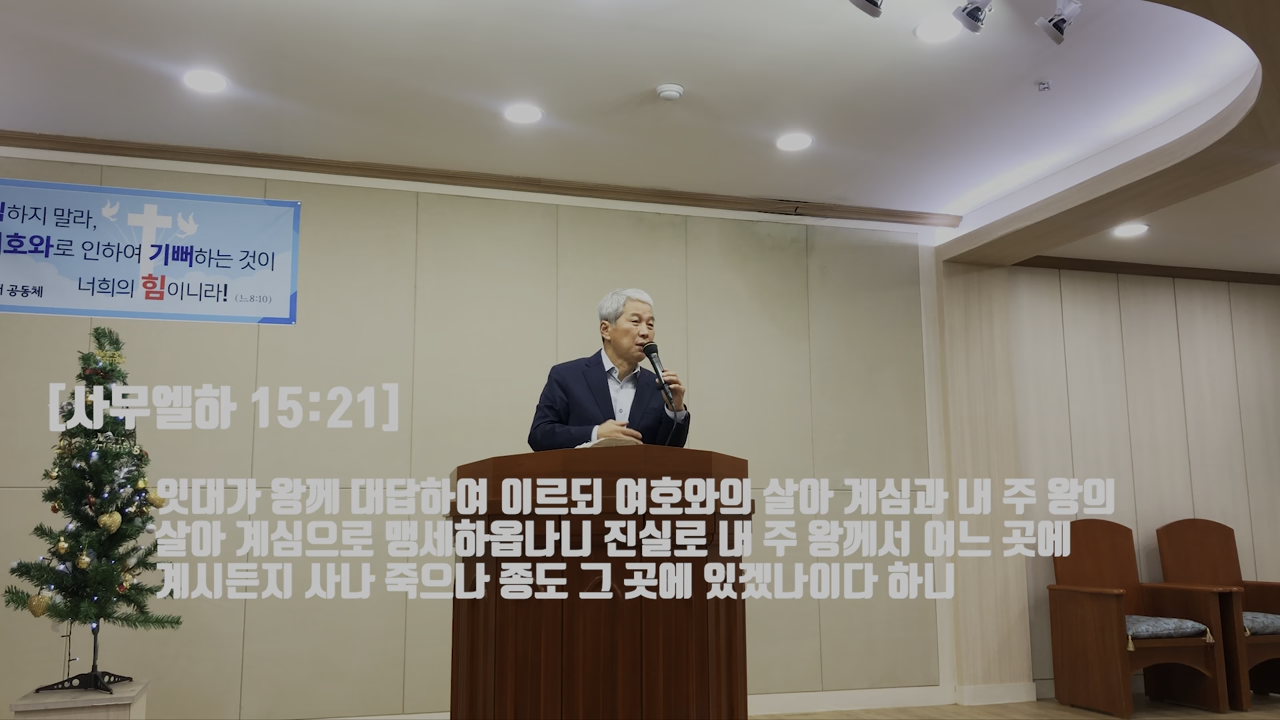 하지 말라,
호와로 인하여 기뻐하는 것이
공동체 너희의 힘이니라! (느8:10)
[사무엘하 15:21]
잇대가 왕께 대답하여 이르되 여호와의 살아 계심과 내 주 왕의
살아 계심으로 맹세하옵나니 진실로 내 주 왕께서 어느 곳에
계시든지 사나 죽으나 종도 그 곳에 있겠나이다 하니